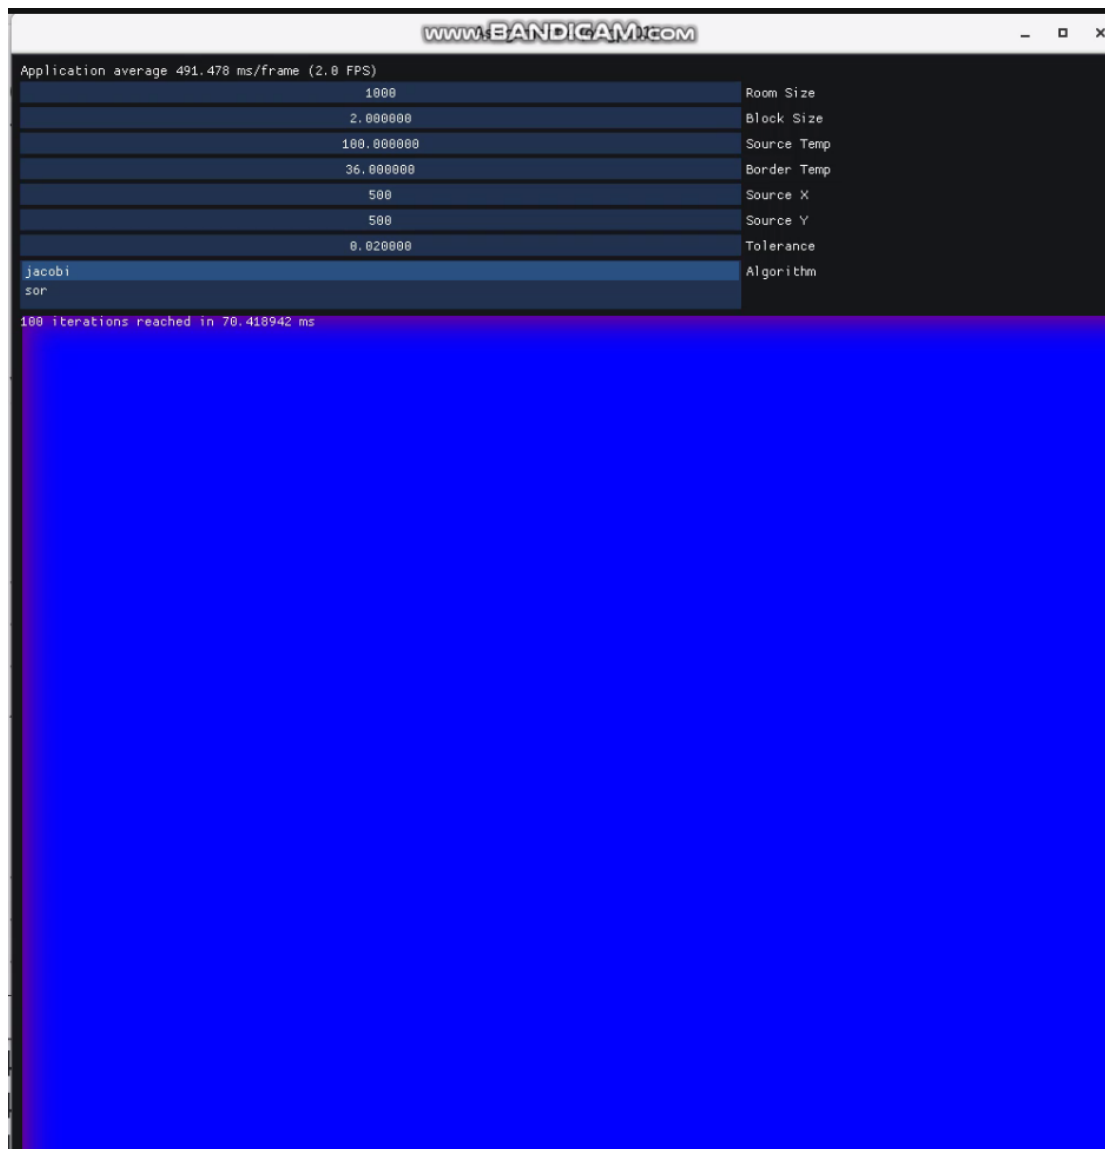 www.BANDICAM.com
Application average 491.478 ms/frame (2.0 FPS)
1000 Room Size
2.000000 Block Size
100.000000 Source Temp
36.000000 Border Temp
500 Source X
500 Source Y
0.020000 Tolerance
jacobi Algorithm
sor
100 iterations reached in 70.418942 ms